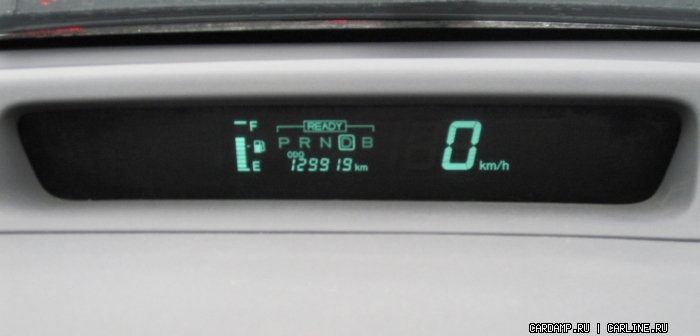 F
READY
P R N D B
ODO
E 129919 km
0 km/h
CARDAMP.RU | CARLINE.RU